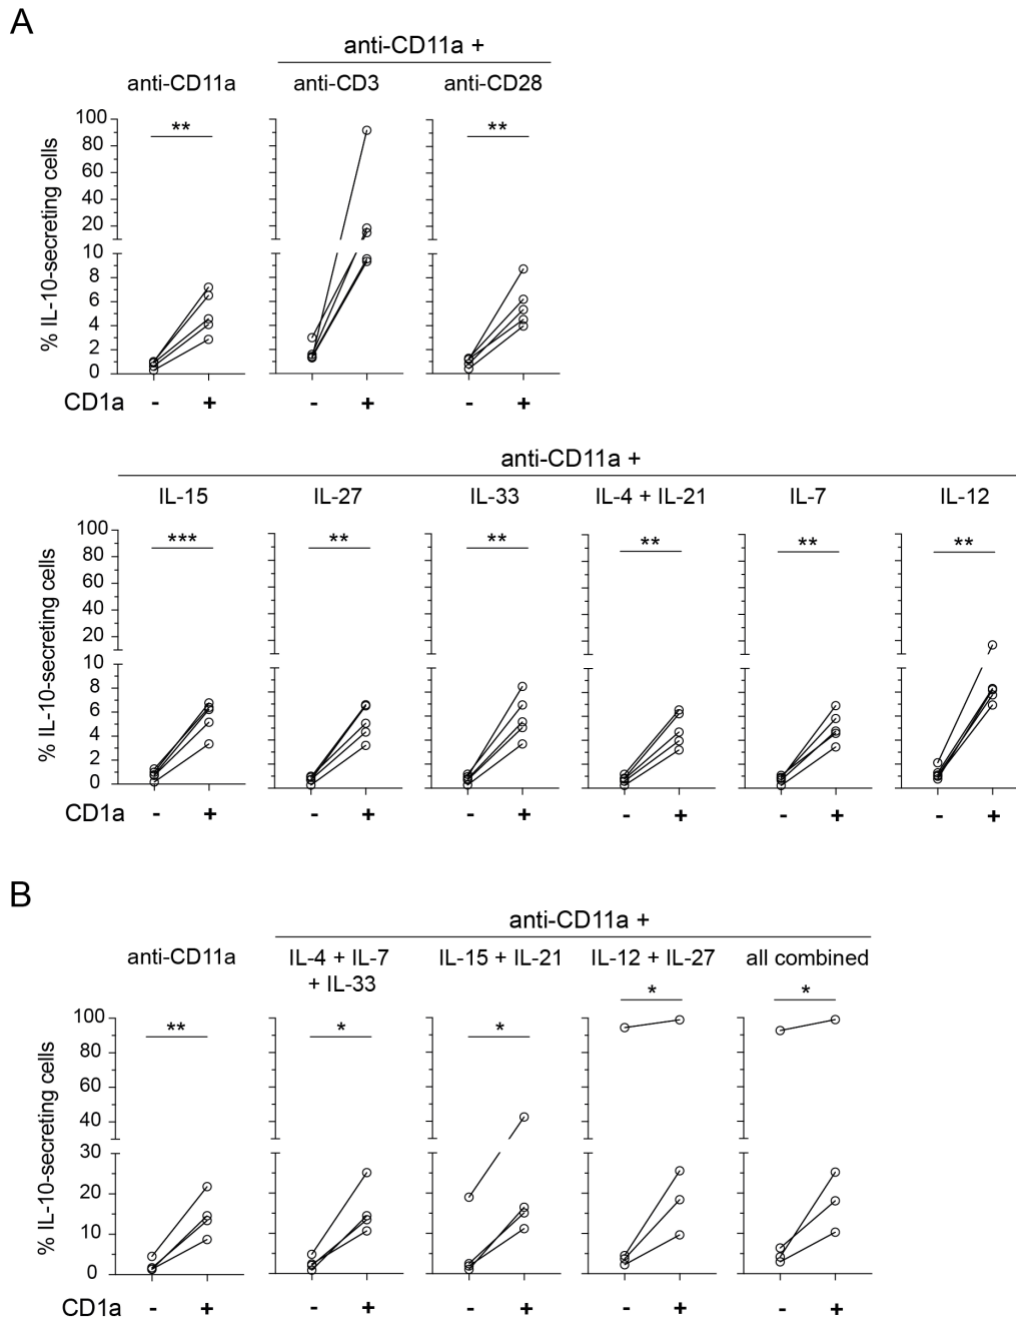 A
anti-CD11a +
anti-CD11a anti-CD3 anti-CD28
** **
% IL-10-secreting cells
100
80
60
40
20
10
8
6
4
2
0
CD1a - + - + - +
anti-CD11a +
IL-15 IL-27 IL-33 IL-4 + IL-21 IL-7 IL-12
*** ** ** ** ** **
% IL-10-secreting cells
100
80
60
40
20
10
8
6
4
2
0
CD1a - + - + - + - + - + - +
B
anti-CD11a +
anti-CD11a IL-4 + IL-7 + IL-33 IL-15 + IL-21 IL-12 + IL-27 all combined
** * * * *
% IL-10-secreting cells
100
80
60
40
30
20
10
0
CD1a - + - + - + - + - +